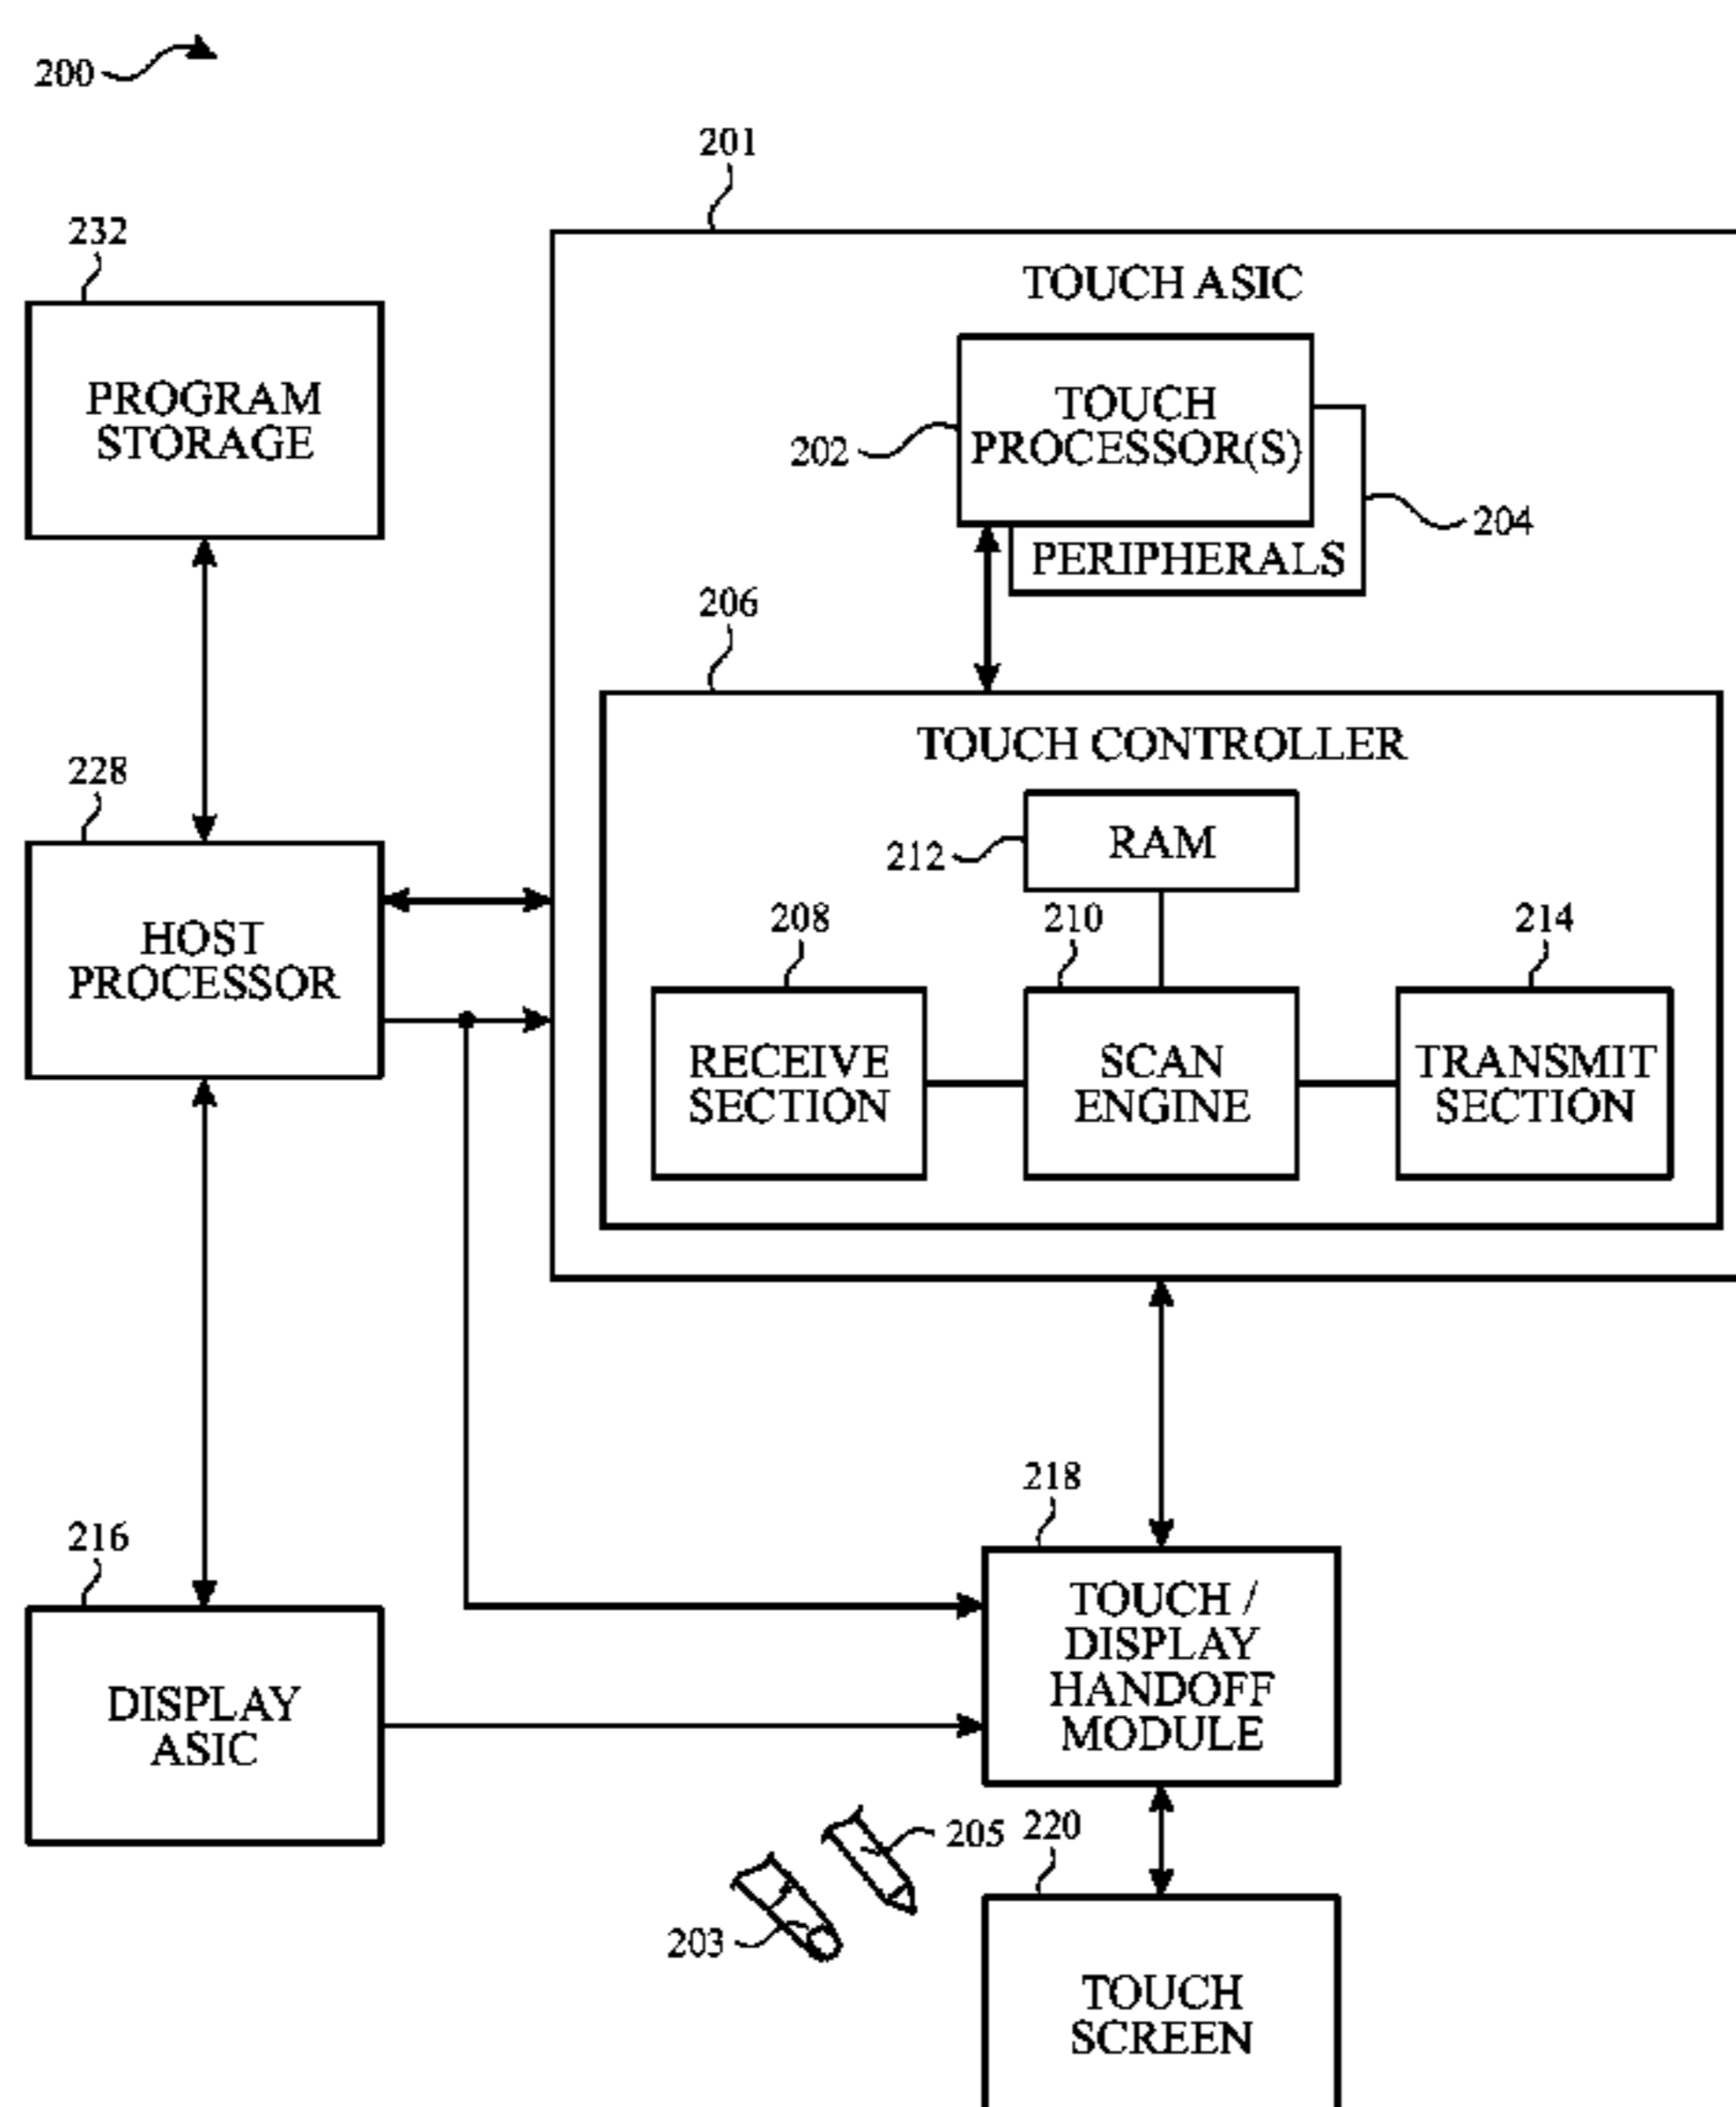 200
201
232
TOUCH ASIC
PROGRAM
STORAGE
TOUCH
PROCESSOR(S)
202
204
PERIPHERALS
206
TOUCH CONTROLLER
228
RAM
212
HOST
PROCESSOR
208
210
214
RECEIVE
SECTION
SCAN
ENGINE
TRANSMIT
SECTION
218
216
TOUCH /
DISPLAY
HANDOFF
MODULE
DISPLAY
ASIC
205
220
203
TOUCH
SCREEN